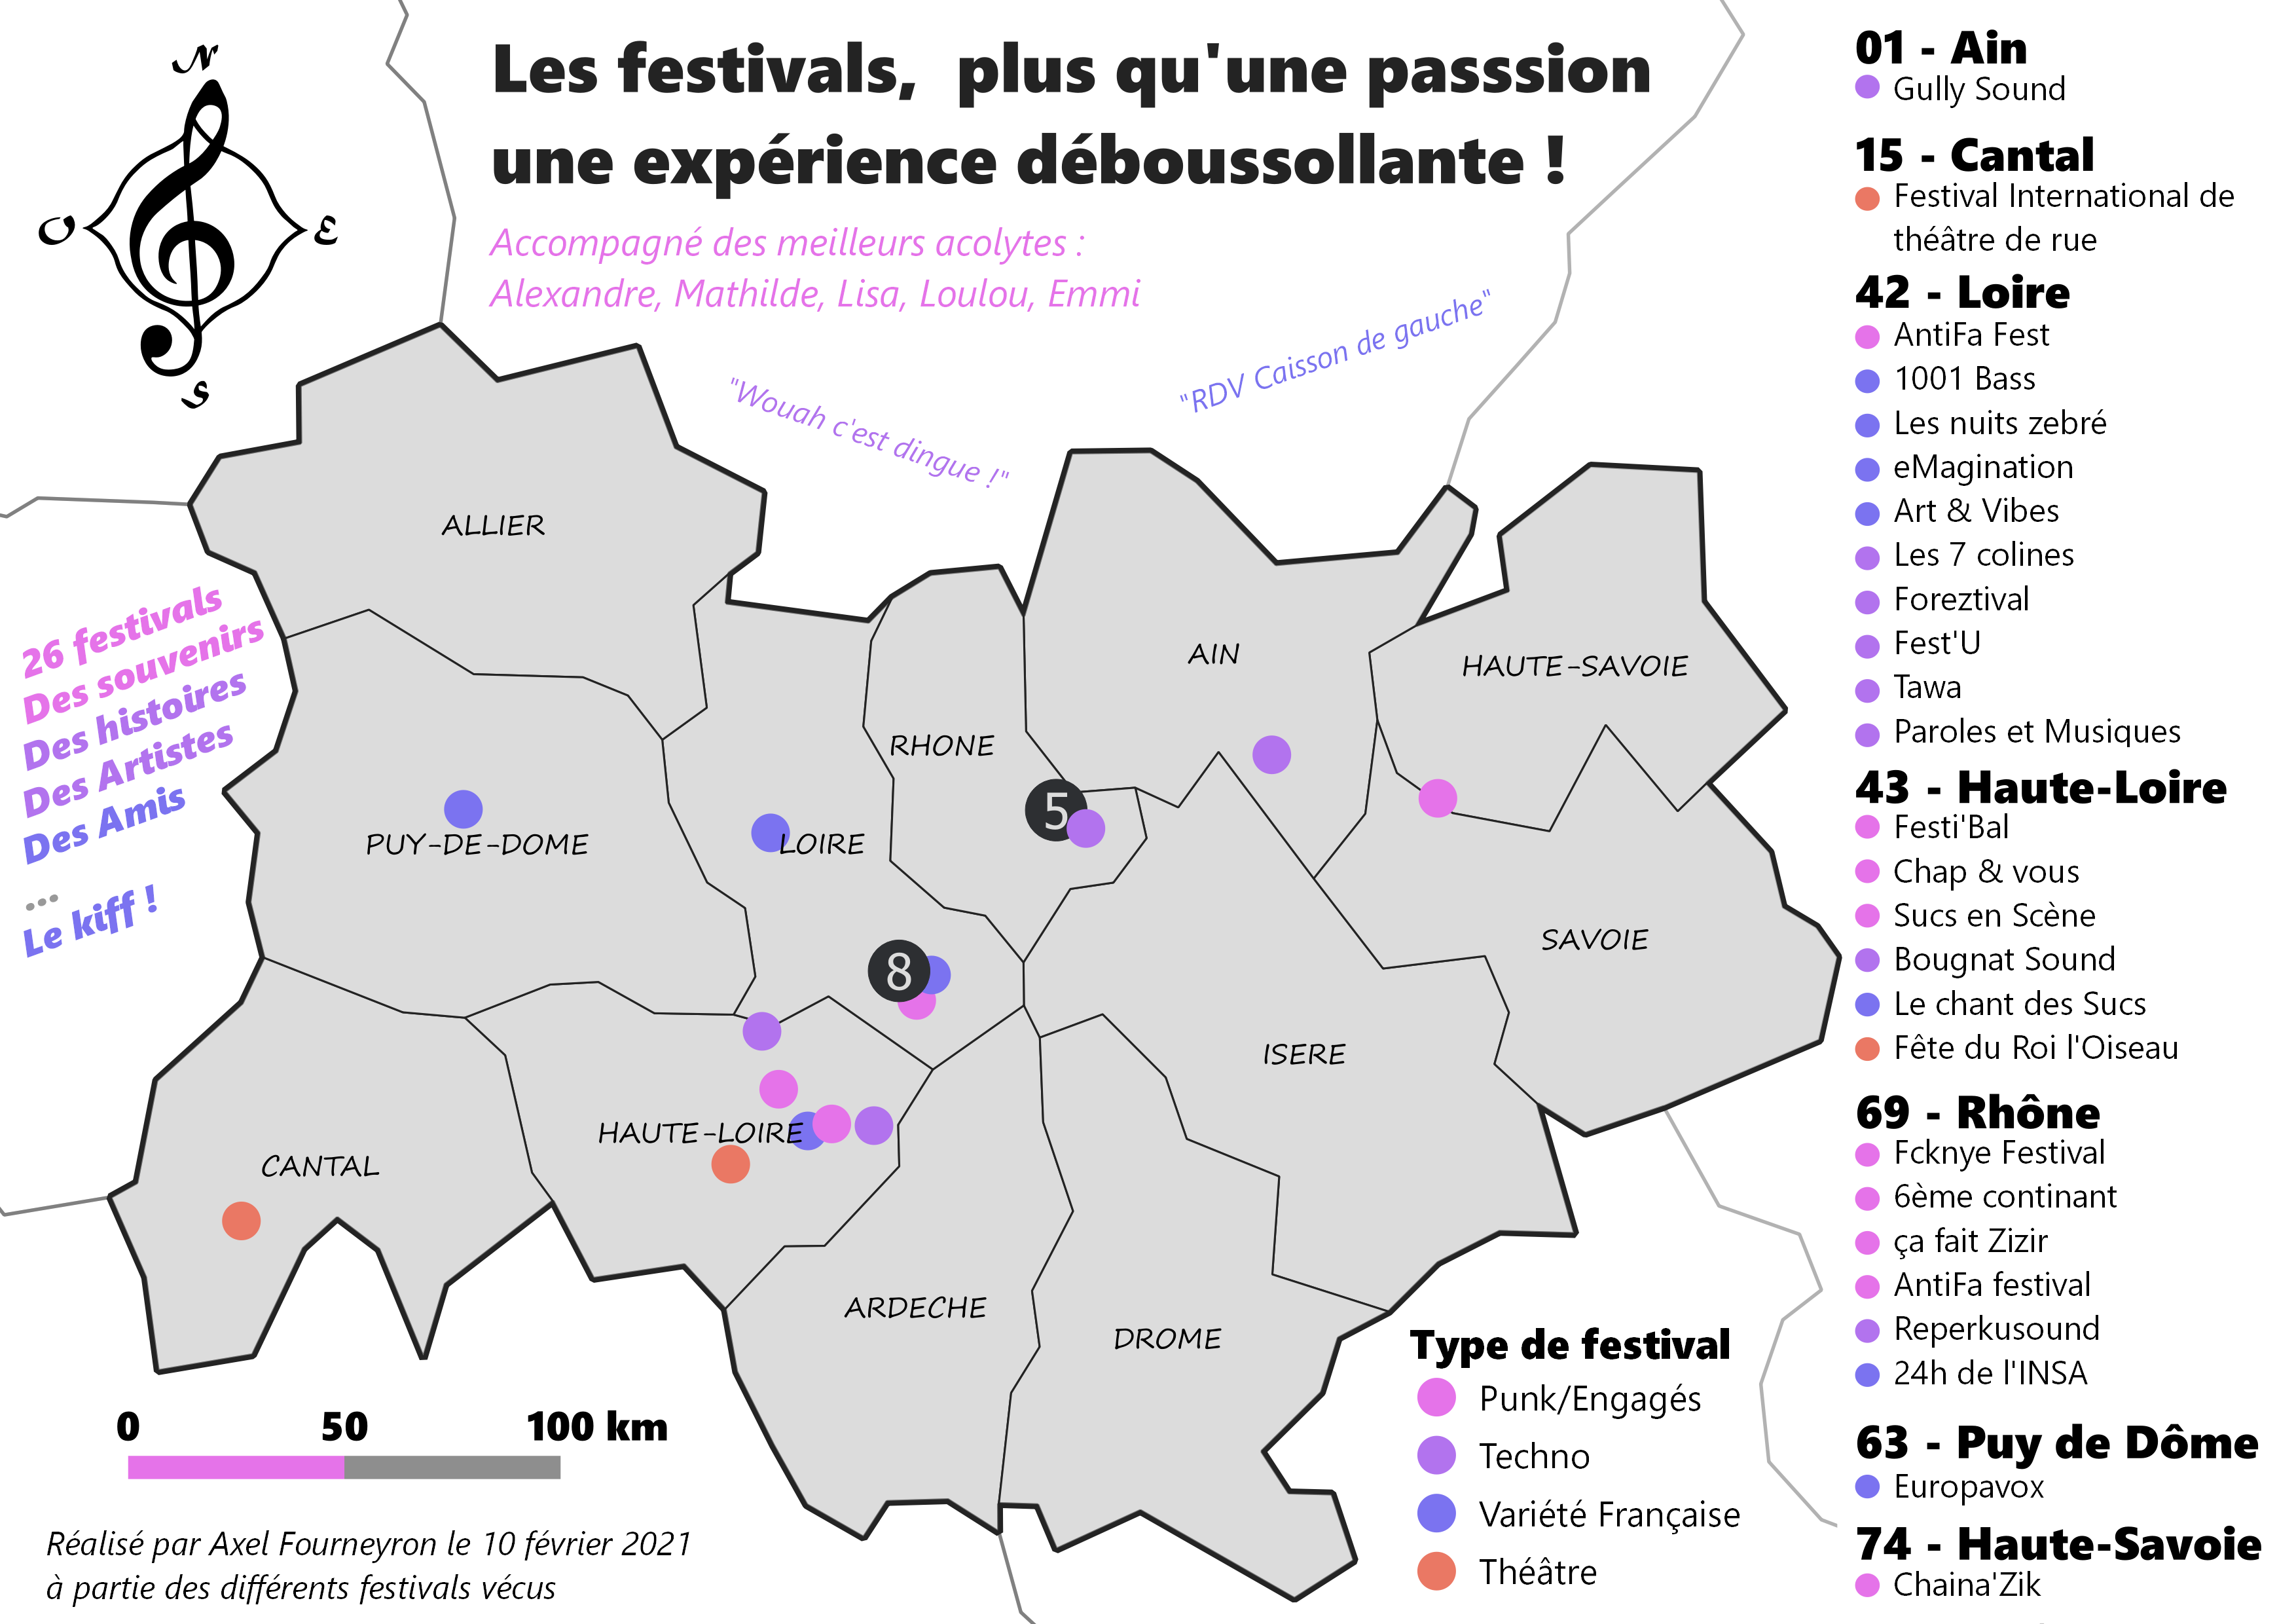 N
O
E
S
Les festivals,  plus qu'une passsion
une expérience déboussollante !
Accompagné des meilleurs acolytes :
Alexandre, Mathilde, Lisa, Loulou, Emmi
"Wouah c'est dingue !"
"RDV Caisson de gauche"
26 festivals
Des souvenirs
Des histoires
Des Artistes
Des Amis
...
Le kiff !
ALLIER
AIN
HAUTE-SAVOIE
RHONE
5
PUY-DE-DOME
LOIRE
SAVOIE
8
ISERE
HAUTE-LOIRE
CANTAL
ARDECHE
DROME
0 50 100 km
Réalisé par Axel Fourneyron le 10 février 2021
à partie des différents festivals vécus
Type de festival
Punk/Engagés
Techno
Variété Française
Théâtre
01 - Ain
Gully Sound
15 - Cantal
Festival International de
théâtre de rue
42 - Loire
AntiFa Fest
1001 Bass
Les nuits zebré
eMagination
Art & Vibes
Les 7 colines
Foreztival
Fest'U
Tawa
Paroles et Musiques
43 - Haute-Loire
Festi'Bal
Chap & vous
Sucs en Scène
Bougnat Sound
Le chant des Sucs
Fête du Roi l'Oiseau
69 - Rhône
Fcknye Festival
6ème continant
ça fait Zizir
AntiFa festival
Reperkusound
24h de l'INSA
63 - Puy de Dôme
Europavox
74 - Haute-Savoie
Chaina'Zik